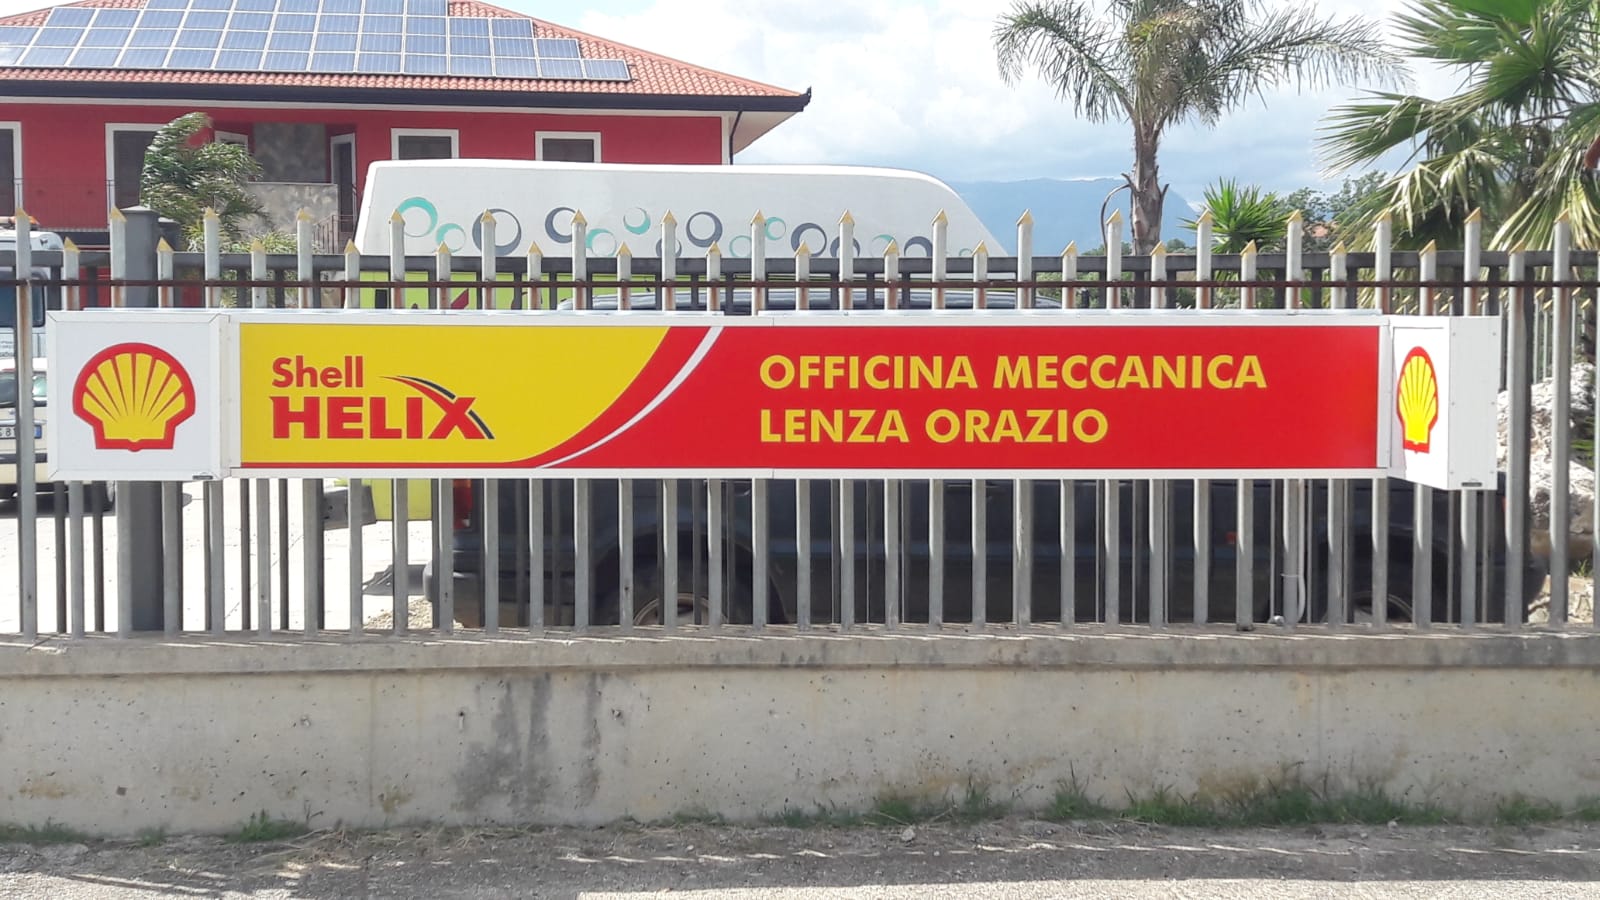 Shell
HELIX
OFFICINA MECCANICA
LENZA ORAZIO